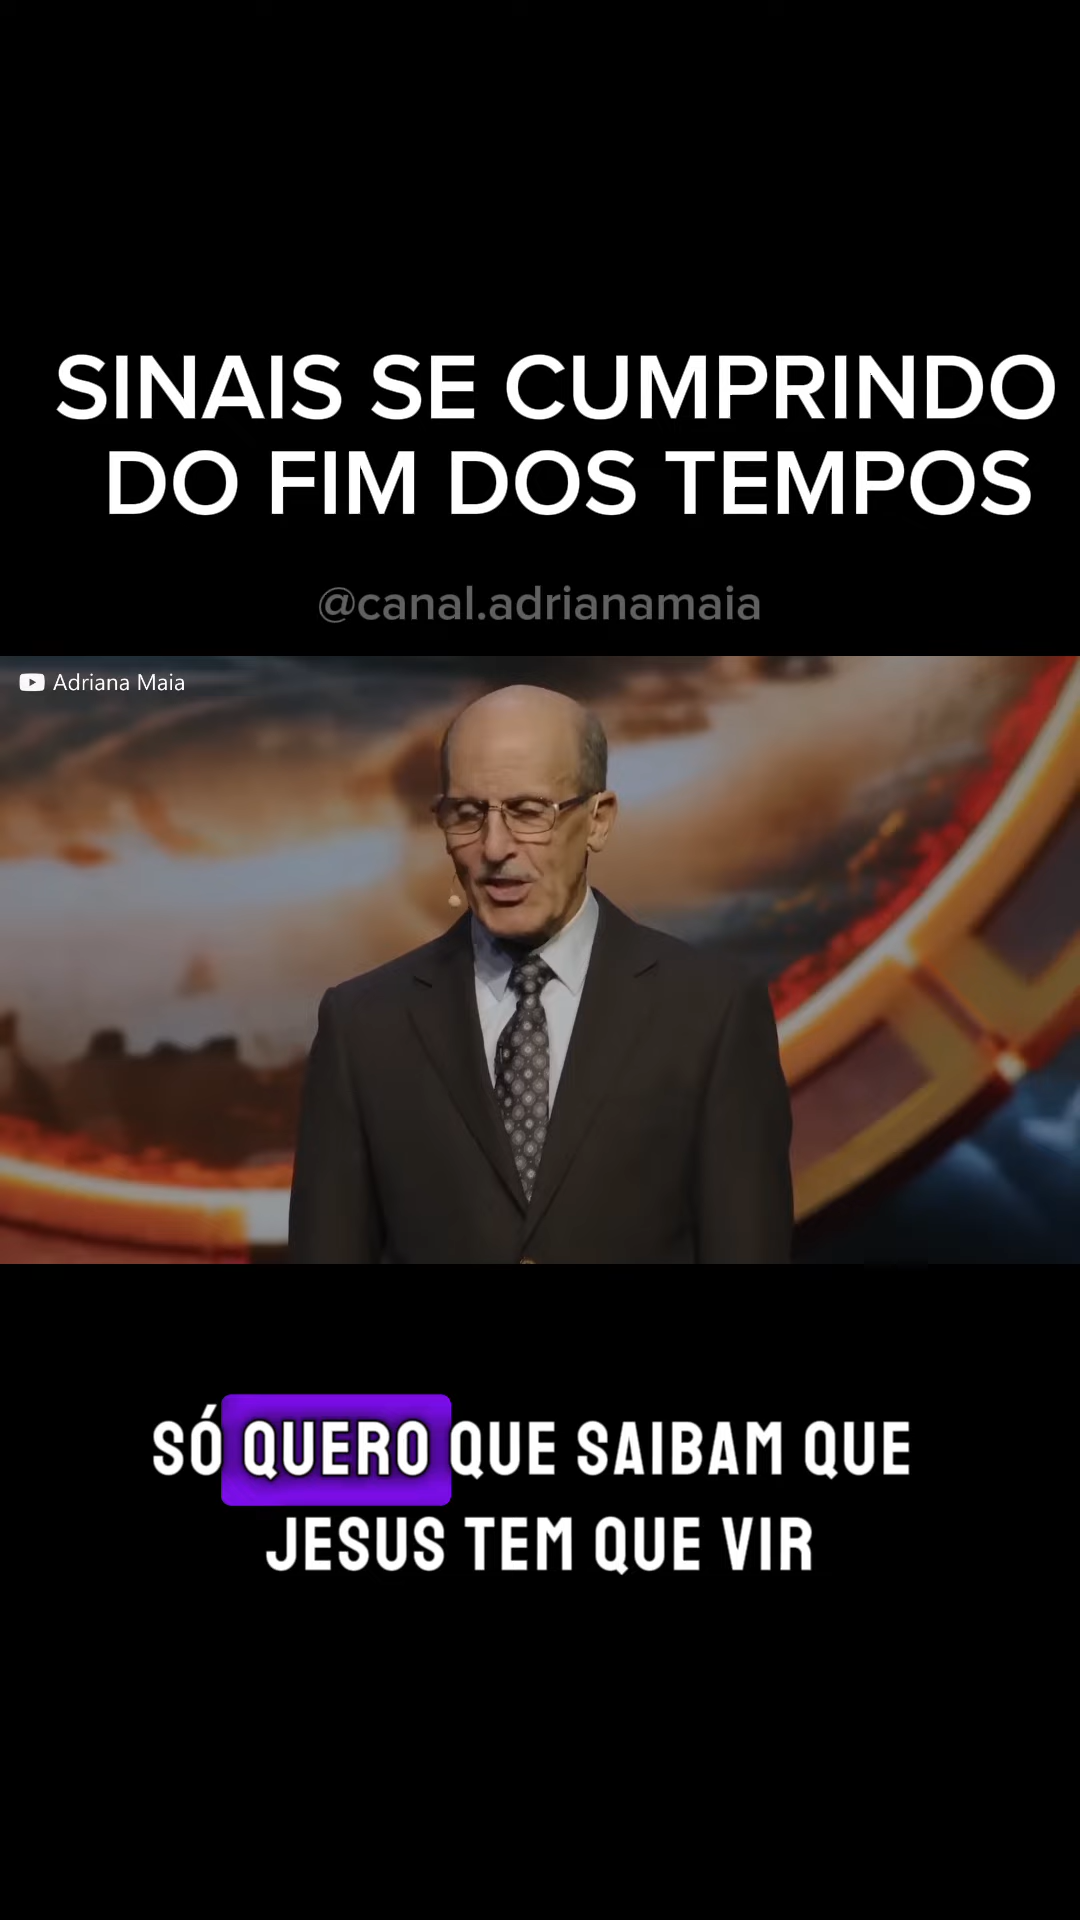 SINAIS SE CUMPRINDO
DO FIM DOS TEMPOS
@canal.adrianamaia
Adriana Maia
SÓ QUERO QUE SAIBAM QUE
JESUS TEM QUE VIR